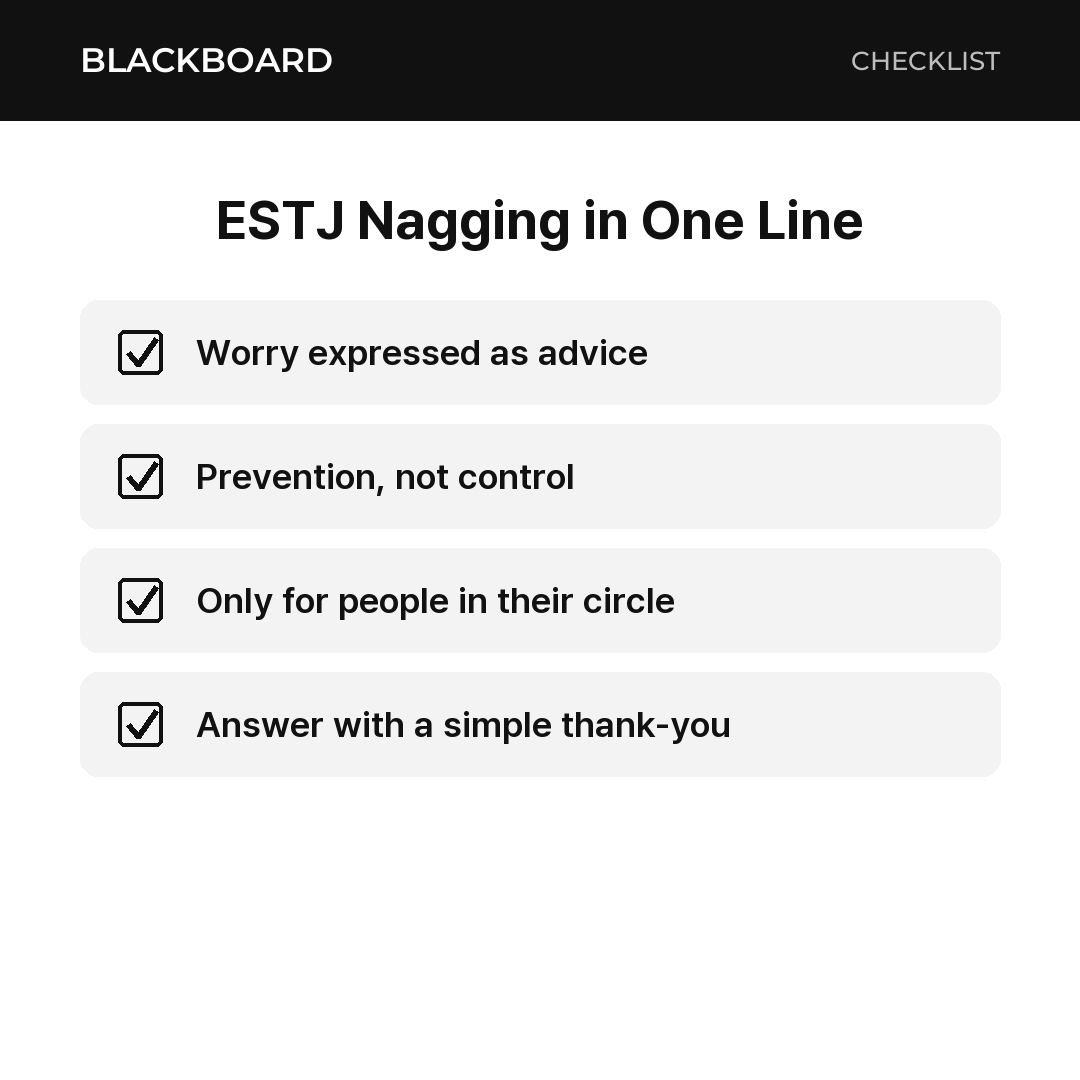 BLACKBOARD
CHECKLIST
ESTJ Nagging in One Line
Worry expressed as advice
Prevention, not control
Only for people in their circle
Answer with a simple thank-you